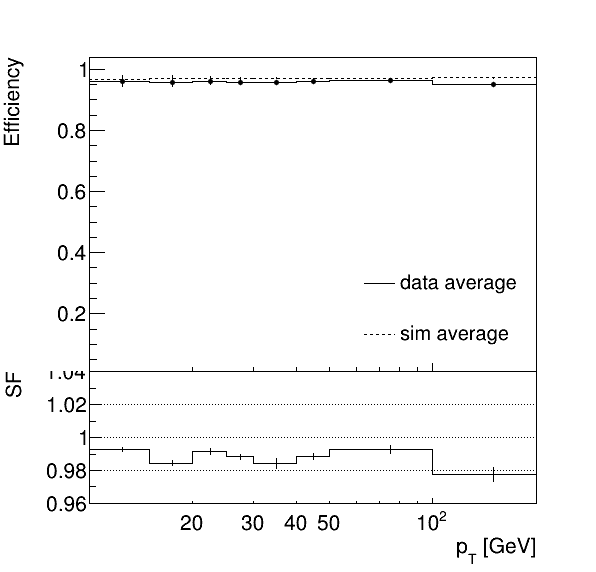 Efficiency
1
0.8
0.6
0.4
0.2
data average
sim average
SF
1.04
1.02
1
0.98
0.96
20 30 40 50 10²
p_T [GeV]